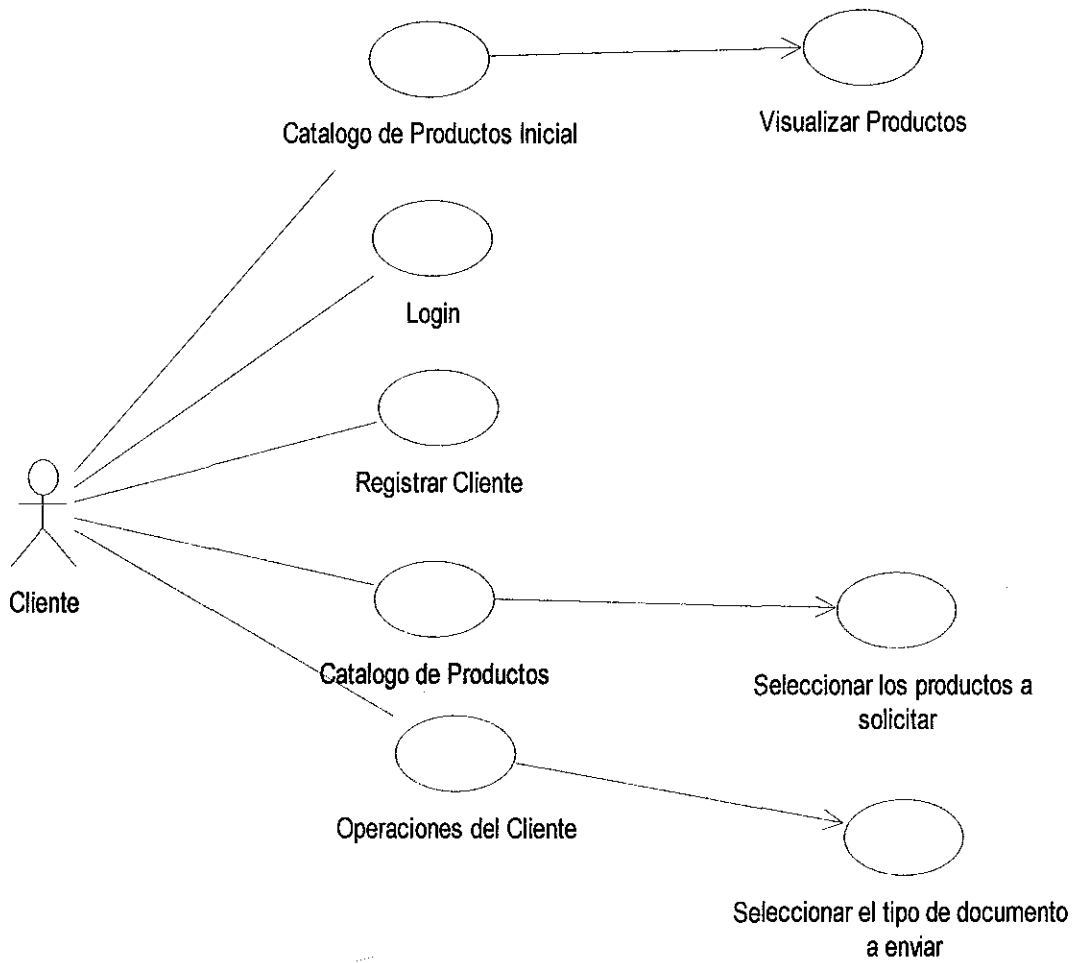 Catalogo de Productos Inicial
Visualizar Productos
Login
Registrar Cliente
Cliente
Catalogo de Productos
Seleccionar los productos a
solicitar
Operaciones del Cliente
Seleccionar el tipo de documento
a enviar